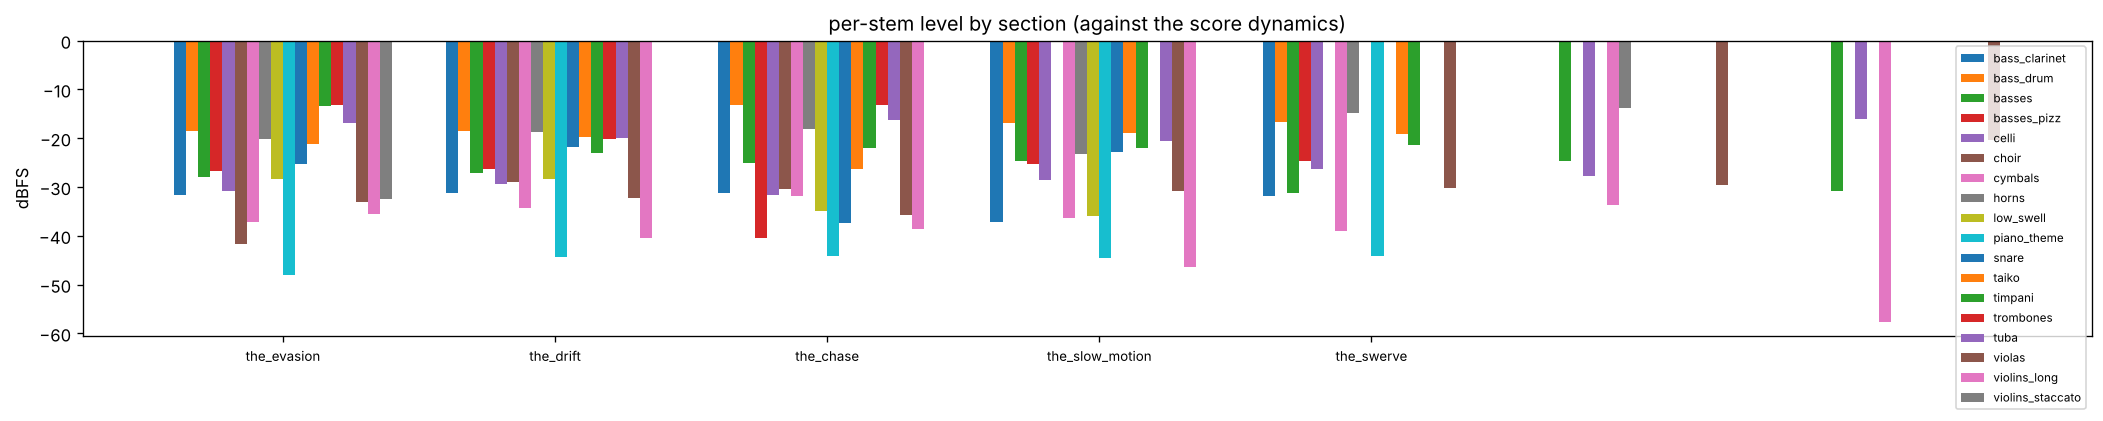 per-stem level by section (against the score dynamics)
dBFS
0
−10
−20
−30
−40
−50
−60
the_evasion
the_drift
the_chase
the_slow_motion
the_swerve
bass_clarinet
bass_drum
basses
basses_pizz
celli
choir
cymbals
horns
low_swell
piano_theme
snare
taiko
timpani
trombones
tuba
violas
violins_long
violins_staccato